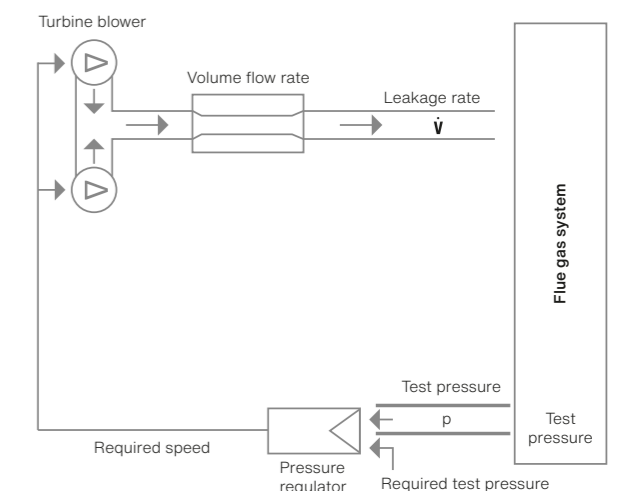 Turbine blower
Volume flow rate
Leakage rate
V̇
Flue gas system
Test pressure
p
Test
pressure
Required speed
Pressure
regulator
Required test pressure